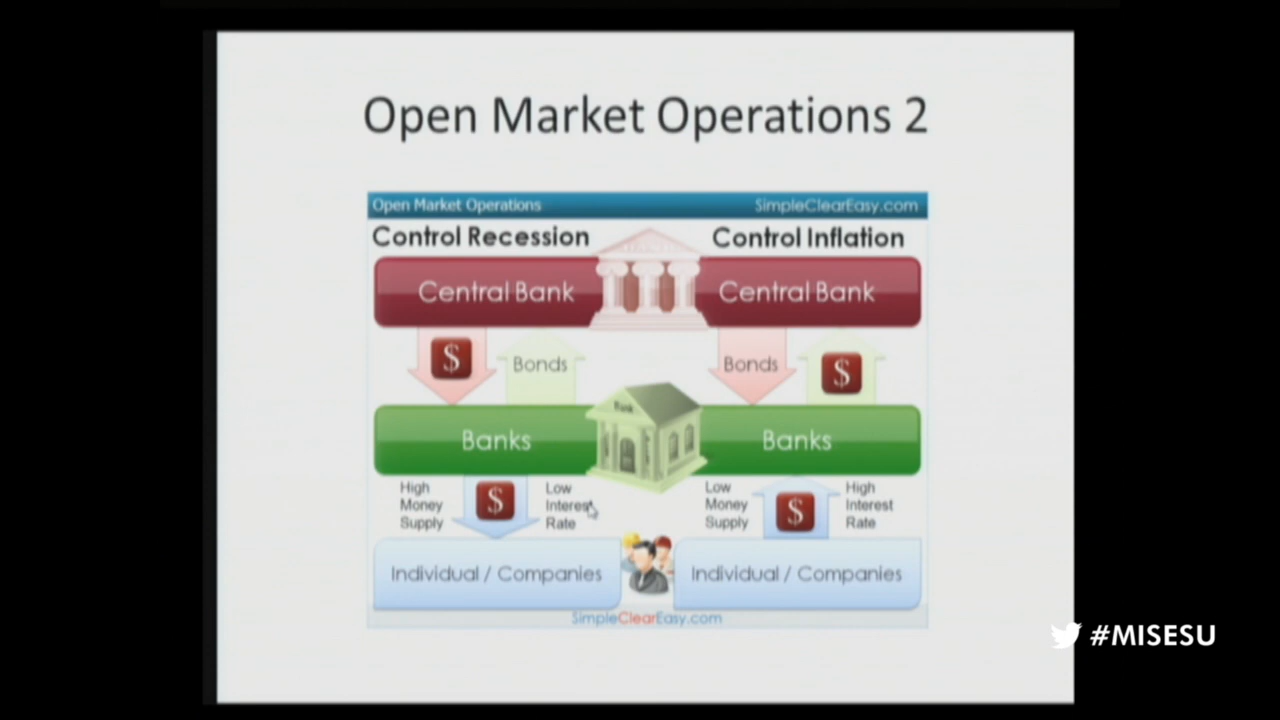 Open Market Operations 2
Open Market Operations
SimpleClearEasy.com
Control Recession
Control Inflation
Central Bank
Central Bank
$
Bonds
Bonds
$
Bank
Banks
Banks
High
Money
Supply
$
Low
Interest
Rate
Low
Money
Supply
$
High
Interest
Rate
Individual / Companies
Individual / Companies
SimpleClearEasy.com
#MISESU